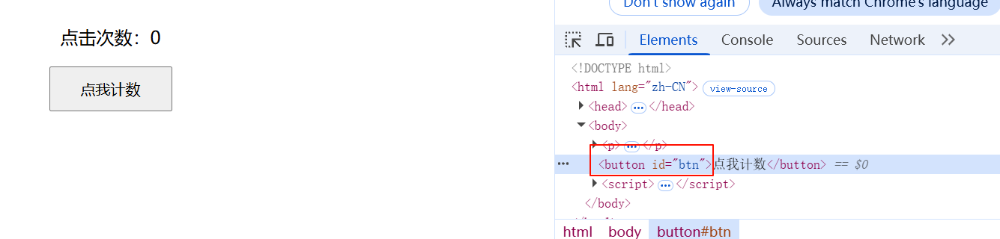 点击次数：0
点我计数
Don't show again
Always match Chrome's language
Elements
Console
Sources
Network
<!DOCTYPE html>
<html lang="zh-CN"> view-source
<head> ••• </head>
<body>
<p> ••• </p>
••• <button id="btn">点我计数</button> == $0
<script> ••• </script>
</body>
html body button#btn